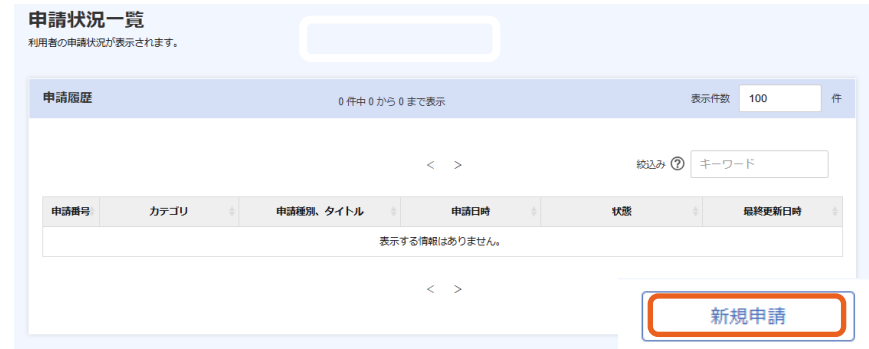 申請状況一覧
利用者の申請状況が表示されます。
申請履歴 0 件中 0 から 0 まで表示 表示件数 100 件
< > 絞込み ? キーワード
申請番号 カテゴリ 申請種別、タイトル 申請日時 状態 最終更新日時
表示する情報はありません。
< >
新規申請